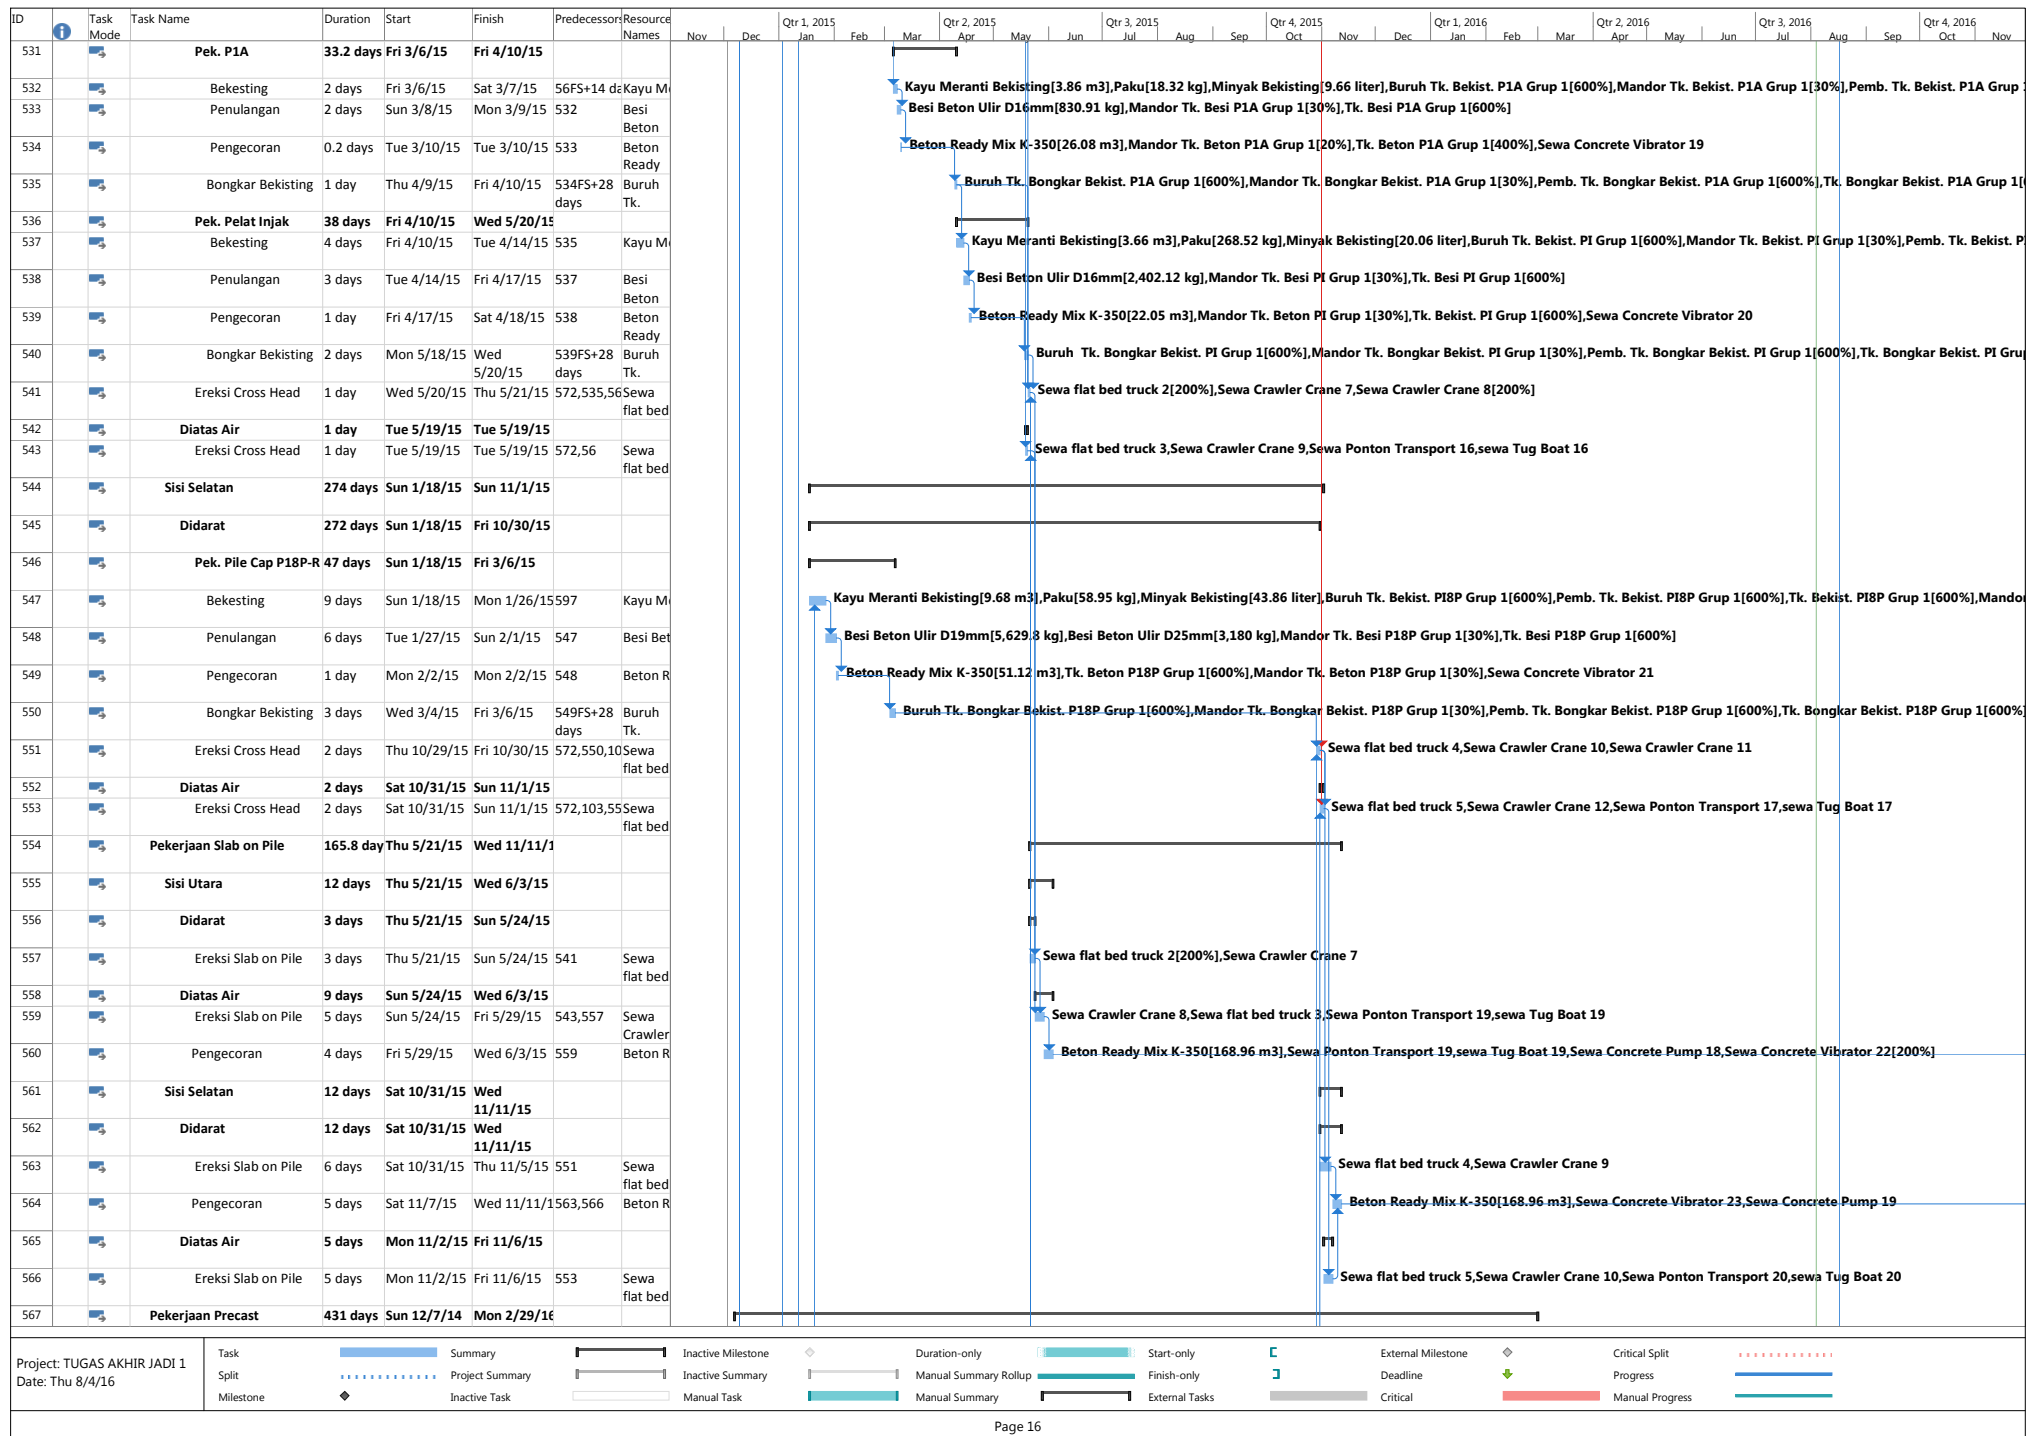 ID Task Mode Task Name Duration Start Finish Predecessors Resource Names
Qtr 1, 2015 Qtr 2, 2015 Qtr 3, 2015 Qtr 4, 2015 Qtr 1, 2016 Qtr 2, 2016 Qtr 3, 2016 Qtr 4, 2016
Nov Dec Jan Feb Mar Apr May Jun Jul Aug Sep Oct Nov Dec Jan Feb Mar Apr May Jun Jul Aug Sep Oct Nov
531 Pek. P1A 33.2 days Fri 3/6/15 Fri 4/10/15
532 Bekesting 2 days Fri 3/6/15 Sat 3/7/15 56FS+14 da Kayu M Kayu Meranti Bekisting[3.86 m3],Paku[18.32 kg],Minyak Bekisting[9.66 liter],Buruh Tk. Bekist. P1A Grup 1[600%],Mandor Tk. Bekist. P1A Grup 1[30%],Pemb. Tk. Bekist. P1A Grup
533 Penulangan 2 days Sun 3/8/15 Mon 3/9/15 532 Besi Beton Besi Beton Ulir D16mm[830.91 kg],Mandor Tk. Besi P1A Grup 1[30%],Tk. Besi P1A Grup 1[600%]
534 Pengecoran 0.2 days Tue 3/10/15 Tue 3/10/15 533 Beton Ready Beton Ready Mix K-350[26.08 m3],Mandor Tk. Beton P1A Grup 1[20%],Tk. Beton P1A Grup 1[400%],Sewa Concrete Vibrator 19
535 Bongkar Bekisting 1 day Thu 4/9/15 Fri 4/10/15 534FS+28 days Buruh Tk. Buruh Tk. Bongkar Bekist. P1A Grup 1[600%],Mandor Tk. Bongkar Bekist. P1A Grup 1[30%],Pemb. Tk. Bongkar Bekist. P1A Grup 1[600%],Tk. Bongkar Bekist. P1A Grup 1[
536 Pek. Pelat Injak 38 days Fri 4/10/15 Wed 5/20/15
537 Bekesting 4 days Fri 4/10/15 Tue 4/14/15 535 Kayu M Kayu Meranti Bekisting[3.66 m3],Paku[268.52 kg],Minyak Bekisting[20.06 liter],Buruh Tk. Bekist. PI Grup 1[600%],Mandor Tk. Bekist. PI Grup 1[30%],Pemb. Tk. Bekist. P
538 Penulangan 3 days Tue 4/14/15 Fri 4/17/15 537 Besi Beton Besi Beton Ulir D16mm[2,402.12 kg],Mandor Tk. Besi PI Grup 1[30%],Tk. Besi PI Grup 1[600%]
539 Pengecoran 1 day Fri 4/17/15 Sat 4/18/15 538 Beton Ready Beton Ready Mix K-350[22.05 m3],Mandor Tk. Beton PI Grup 1[30%],Tk. Bekist. PI Grup 1[600%],Sewa Concrete Vibrator 20
540 Bongkar Bekisting 2 days Mon 5/18/15 Wed 5/20/15 539FS+28 days Buruh Tk. Buruh  Tk. Bongkar Bekist. PI Grup 1[600%],Mandor Tk. Bongkar Bekist. PI Grup 1[30%],Pemb. Tk. Bongkar Bekist. PI Grup 1[600%],Tk. Bongkar Bekist. PI Gru
541 Ereksi Cross Head 1 day Wed 5/20/15 Thu 5/21/15 572,535,56 Sewa flat bed Sewa flat bed truck 2[200%],Sewa Crawler Crane 7,Sewa Crawler Crane 8[200%]
542 Diatas Air 1 day Tue 5/19/15 Tue 5/19/15
543 Ereksi Cross Head 1 day Tue 5/19/15 Tue 5/19/15 572,56 Sewa flat bed Sewa flat bed truck 3,Sewa Crawler Crane 9,Sewa Ponton Transport 16,sewa Tug Boat 16
544 Sisi Selatan 274 days Sun 1/18/15 Sun 11/1/15
545 Didarat 272 days Sun 1/18/15 Fri 10/30/15
546 Pek. Pile Cap P18P-R 47 days Sun 1/18/15 Fri 3/6/15
547 Bekesting 9 days Sun 1/18/15 Mon 1/26/15 597 Kayu M Kayu Meranti Bekisting[9.68 m3],Paku[58.95 kg],Minyak Bekisting[43.86 liter],Buruh Tk. Bekist. PI8P Grup 1[600%],Pemb. Tk. Bekist. PI8P Grup 1[600%],Tk. Bekist. PI8P Grup 1[600%],Mandor
548 Penulangan 6 days Tue 1/27/15 Sun 2/1/15 547 Besi Bet Besi Beton Ulir D19mm[5,629.8 kg],Besi Beton Ulir D25mm[3,180 kg],Mandor Tk. Besi P18P Grup 1[30%],Tk. Besi P18P Grup 1[600%]
549 Pengecoran 1 day Mon 2/2/15 Mon 2/2/15 548 Beton R Beton Ready Mix K-350[51.12 m3],Tk. Beton P18P Grup 1[600%],Mandor Tk. Beton P18P Grup 1[30%],Sewa Concrete Vibrator 21
550 Bongkar Bekisting 3 days Wed 3/4/15 Fri 3/6/15 549FS+28 days Buruh Tk. Buruh Tk. Bongkar Bekist. P18P Grup 1[600%],Mandor Tk. Bongkar Bekist. P18P Grup 1[30%],Pemb. Tk. Bongkar Bekist. P18P Grup 1[600%],Tk. Bongkar Bekist. P18P Grup 1[600%]
551 Ereksi Cross Head 2 days Thu 10/29/15 Fri 10/30/15 572,550,10 Sewa flat bed Sewa flat bed truck 4,Sewa Crawler Crane 10,Sewa Crawler Crane 11
552 Diatas Air 2 days Sat 10/31/15 Sun 11/1/15
553 Ereksi Cross Head 2 days Sat 10/31/15 Sun 11/1/15 572,103,55 Sewa flat bed Sewa flat bed truck 5,Sewa Crawler Crane 12,Sewa Ponton Transport 17,sewa Tug Boat 17
554 Pekerjaan Slab on Pile 165.8 day Thu 5/21/15 Wed 11/11/1
555 Sisi Utara 12 days Thu 5/21/15 Wed 6/3/15
556 Didarat 3 days Thu 5/21/15 Sun 5/24/15
557 Ereksi Slab on Pile 3 days Thu 5/21/15 Sun 5/24/15 541 Sewa flat bed Sewa flat bed truck 2[200%],Sewa Crawler Crane 7
558 Diatas Air 9 days Sun 5/24/15 Wed 6/3/15
559 Ereksi Slab on Pile 5 days Sun 5/24/15 Fri 5/29/15 543,557 Sewa Crawler Sewa Crawler Crane 8,Sewa flat bed truck 3,Sewa Ponton Transport 19,sewa Tug Boat 19
560 Pengecoran 4 days Fri 5/29/15 Wed 6/3/15 559 Beton R Beton Ready Mix K-350[168.96 m3],Sewa Ponton Transport 19,sewa Tug Boat 19,Sewa Concrete Pump 18,Sewa Concrete Vibrator 22[200%]
561 Sisi Selatan 12 days Sat 10/31/15 Wed 11/11/15
562 Didarat 12 days Sat 10/31/15 Wed 11/11/15
563 Ereksi Slab on Pile 6 days Sat 10/31/15 Thu 11/5/15 551 Sewa flat bed Sewa flat bed truck 4,Sewa Crawler Crane 9
564 Pengecoran 5 days Sat 11/7/15 Wed 11/11/1 563,566 Beton R Beton Ready Mix K-350[168.96 m3],Sewa Concrete Vibrator 23,Sewa Concrete Pump 19
565 Diatas Air 5 days Mon 11/2/15 Fri 11/6/15
566 Ereksi Slab on Pile 5 days Mon 11/2/15 Fri 11/6/15 553 Sewa flat bed Sewa flat bed truck 5,Sewa Crawler Crane 10,Sewa Ponton Transport 20,sewa Tug Boat 20
567 Pekerjaan Precast 431 days Sun 12/7/14 Mon 2/29/16
Project: TUGAS AKHIR JADI 1
Date: Thu 8/4/16
Task Summary Inactive Milestone Duration-only Start-only External Milestone Critical Split
Split Project Summary Inactive Summary Manual Summary Rollup Finish-only Deadline Progress
Milestone Inactive Task Manual Task Manual Summary External Tasks Critical Manual Progress
Page 16